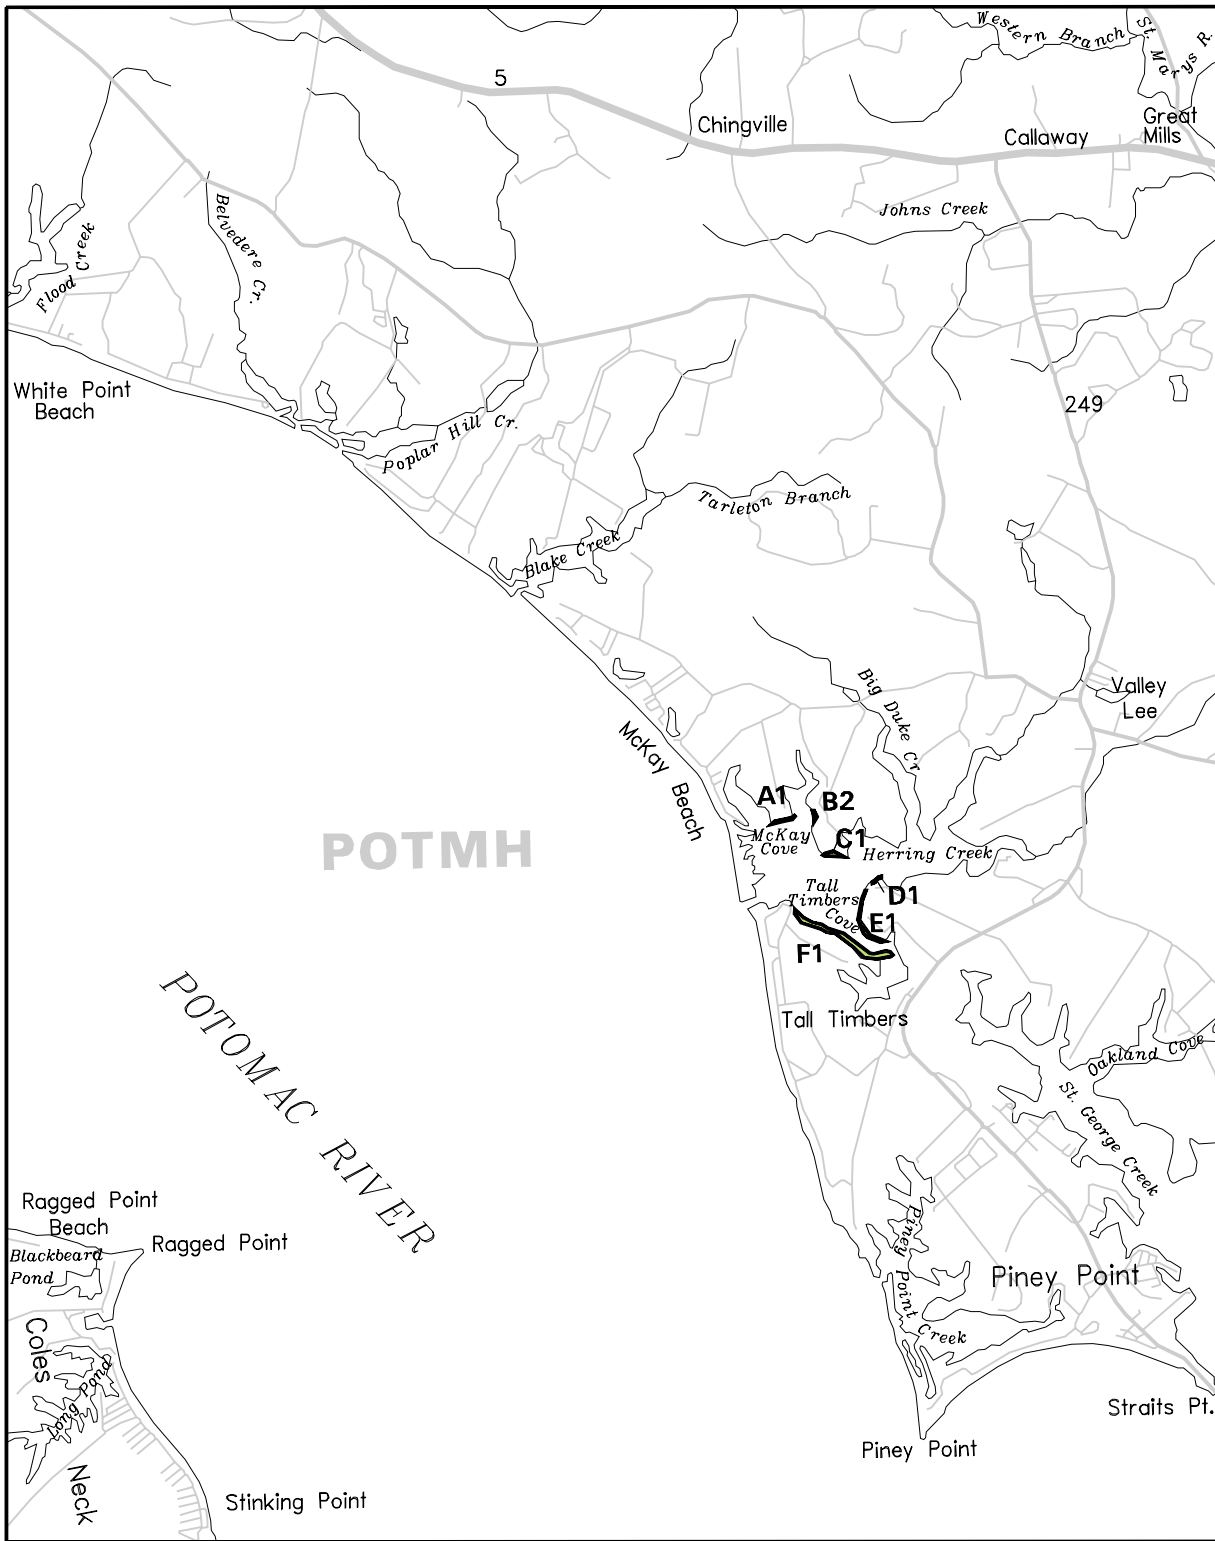 Western Branch
St. Marys R.
5
Chingville
Callaway
Great
Mills
Johns Creek
Belvedere Cr.
Flood Creek
White Point
Beach
249
Poplar Hill Cr.
Tarleton Branch
Blake Creek
Big Duke Cr
Valley
Lee
McKay Beach
A1
B2
McKay
Cove
C1
Herring Creek
POTMH
Tall
Timbers
Cove
D1
E1
F1
Tall Timbers
POTOMAC RIVER
Oakland Cove
St. George Creek
Ragged Point
Beach
Ragged Point
Blackbeard
Pond
Piney Point Creek
Piney Point
Coles
Neck
Long Pond
Straits Pt.
Piney Point
Stinking Point